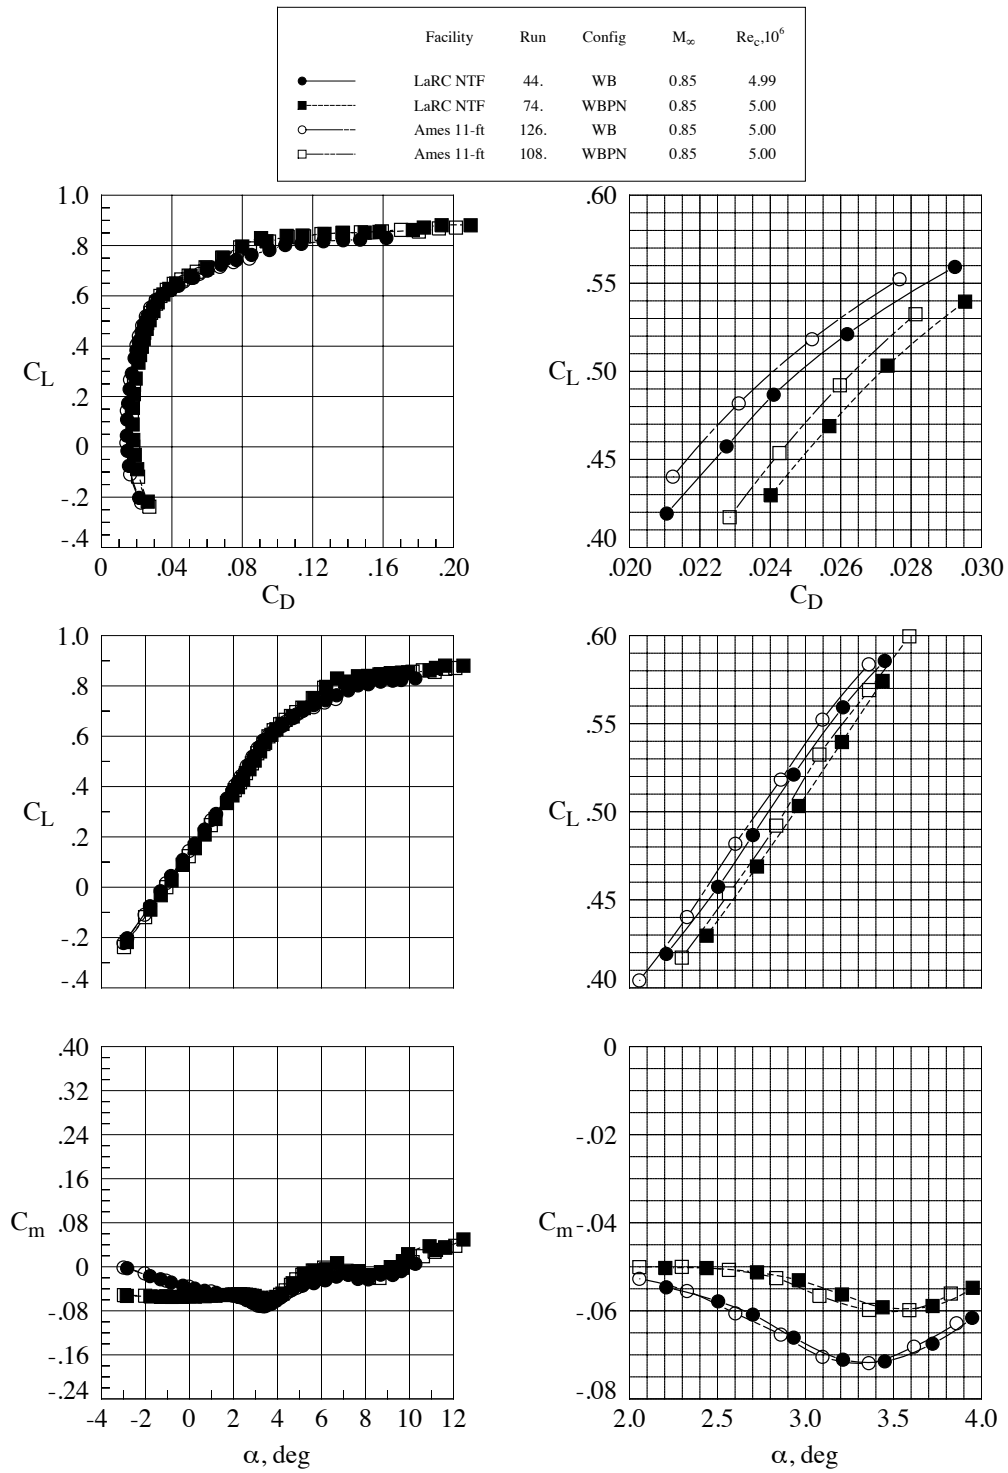 Facility Run Config M∞ Re_c,10^6
LaRC NTF 44. WB 0.85 4.99
LaRC NTF 74. WBPN 0.85 5.00
Ames 11-ft 126. WB 0.85 5.00
Ames 11-ft 108. WBPN 0.85 5.00
1.0
.8
.6
.4
C_L
.2
0
-.2
-.4
0 .04 .08 .12 .16 .20
C_D
.60
.55
C_L .50
.45
.40
.020 .022 .024 .026 .028 .030
C_D
1.0
.8
.6
.4
C_L
.2
0
-.2
-.4
.60
.55
C_L .50
.45
.40
.40
.32
.24
.16
C_m .08
0
-.08
-.16
-.24
-4 -2 0 2 4 6 8 10 12
α, deg
0
-.02
C_m -.04
-.06
-.08
2.0 2.5 3.0 3.5 4.0
α, deg